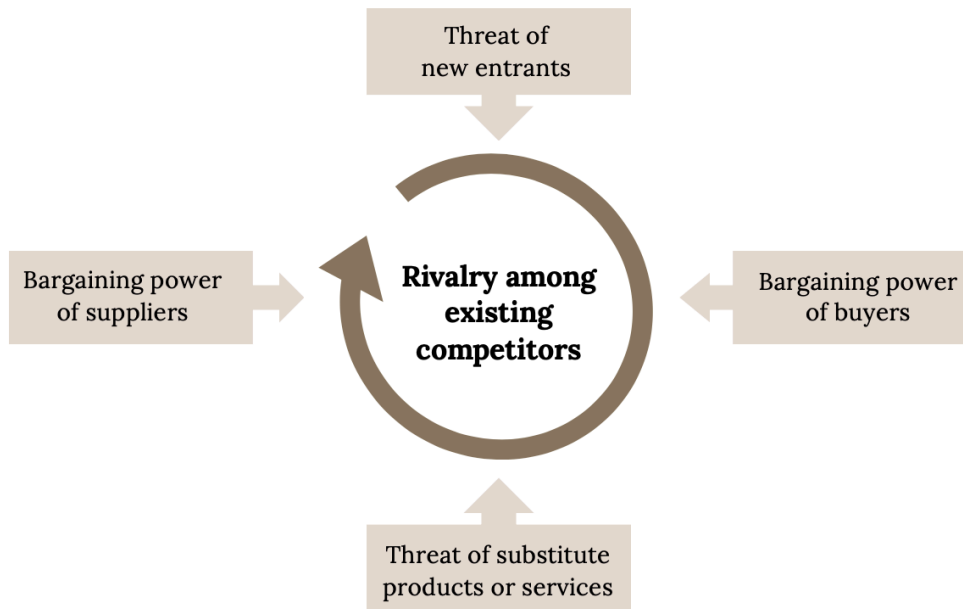 Threat of
new entrants
Bargaining power
of suppliers
Rivalry among
existing
competitors
Bargaining power
of buyers
Threat of substitute
products or services